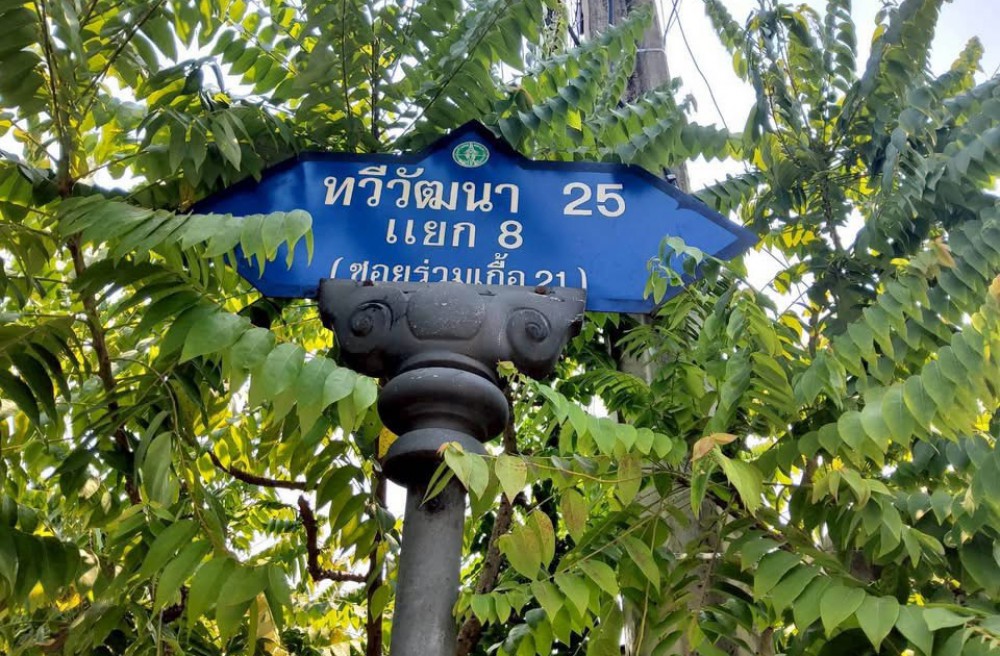 ทวีวัฒนา 25
แยก 8
(ซอยร่วมเกื้อ 21)